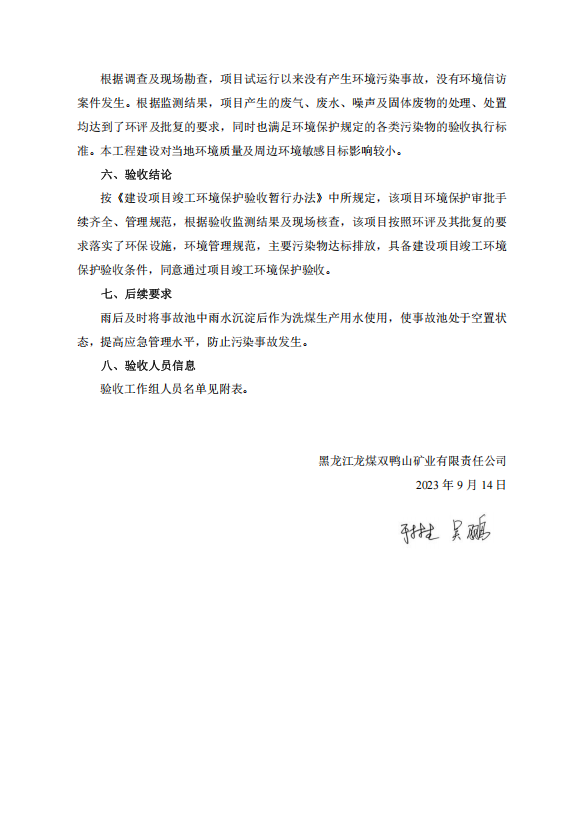 根据调查及现场勘查，项目试运行以来没有产生环境污染事故，没有环境信访
案件发生。根据监测结果，项目产生的废气、废水、噪声及固体废物的处理、处置
均达到了环评及批复的要求，同时也满足环境保护规定的各类污染物的验收执行标
准。本工程建设对当地环境质量及周边环境敏感目标影响较小。
六、验收结论
按《建设项目竣工环境保护验收暂行办法》中所规定，该项目环境保护审批手
续齐全、管理规范，根据验收监测结果及现场核查，该项目按照环评及其批复的要
求落实了环保设施，环境管理规范，主要污染物达标排放，具备建设项目竣工环境
保护验收条件，同意通过项目竣工环境保护验收。
七、后续要求
雨后及时将事故池中雨水沉淀后作为洗煤生产用水使用，使事故池处于空置状
态，提高应急管理水平，防止污染事故发生。
八、验收人员信息
验收工作组人员名单见附表。
黑龙江龙煤双鸭山矿业有限责任公司
2023 年 9 月 14 日
吴鹏